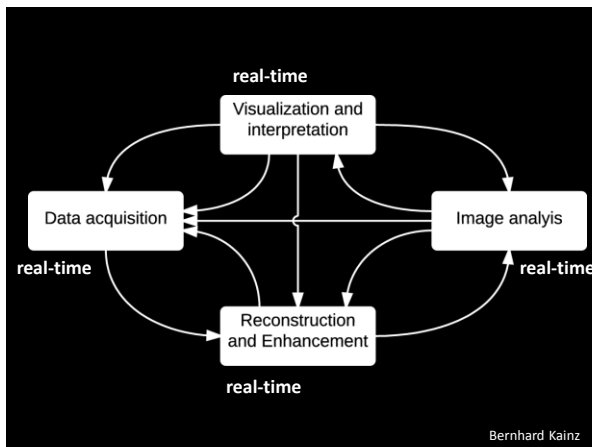 real-time
Visualization and
interpretation
Data acquisition
Image analyis
real-time
real-time
Reconstruction
and Enhancement
real-time
Bernhard Kainz